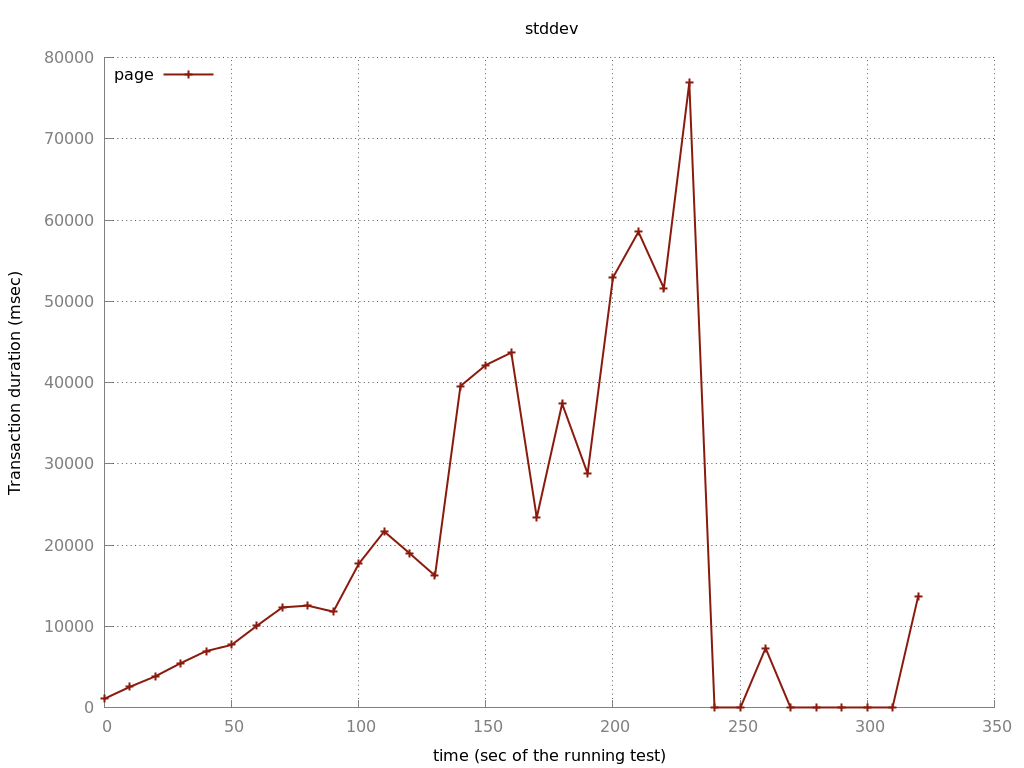 stddev
80000
page
70000
60000
50000
40000
30000
20000
10000
0
Transaction duration (msec)
0 50 100 150 200 250 300 350
time (sec of the running test)